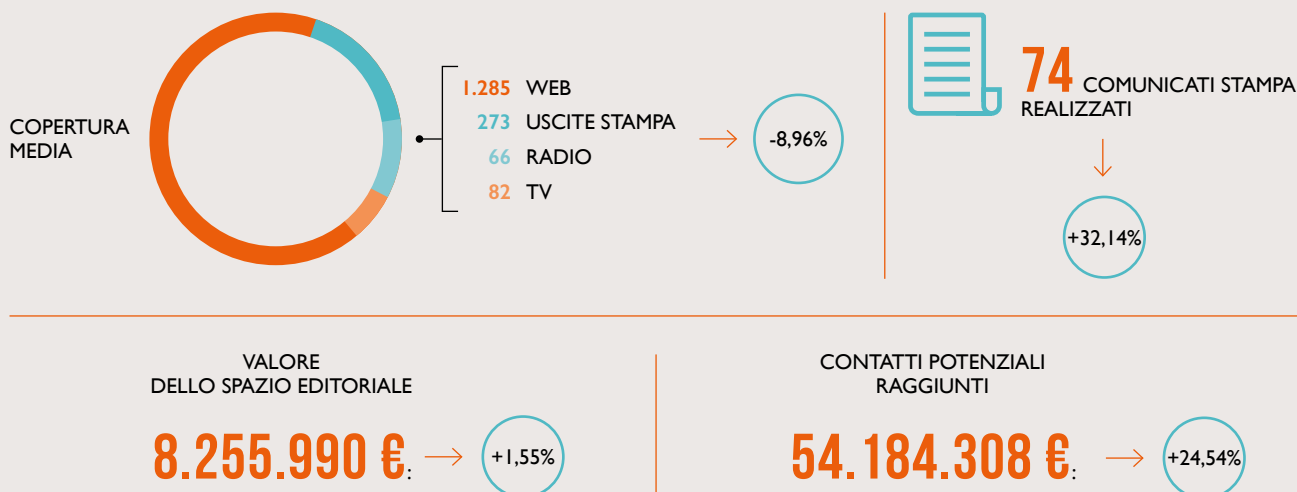 COPERTURA
MEDIA
1.285 WEB
273 USCITE STAMPA
66 RADIO
82 TV
-8,96%
74 COMUNICATI STAMPA
REALIZZATI
+32,14%
VALORE
DELLO SPAZIO EDITORIALE
8.255.990 €:
+1,55%
CONTATTI POTENZIALI
RAGGIUNTI
54.184.308 €:
+24,54%